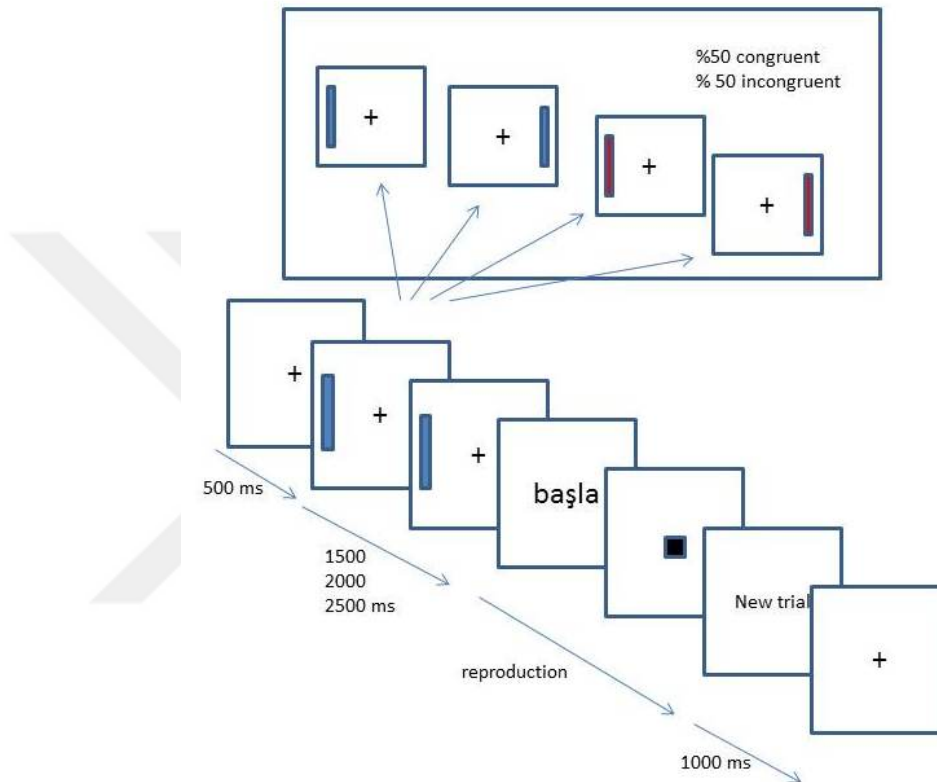 %50 congruent
% 50 incongruent
+
+
+
+
+
+
+
500 ms
başla
1500
2000
2500 ms
New trial
+
reproduction
1000 ms